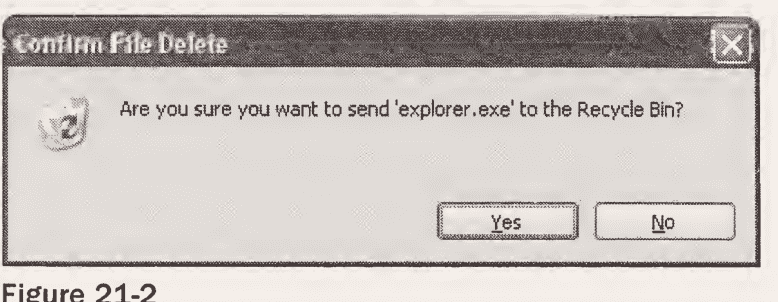 Confirm File Delete
Are you sure you want to send 'explorer.exe' to the Recycle Bin?
Yes
No
Figure 21-2